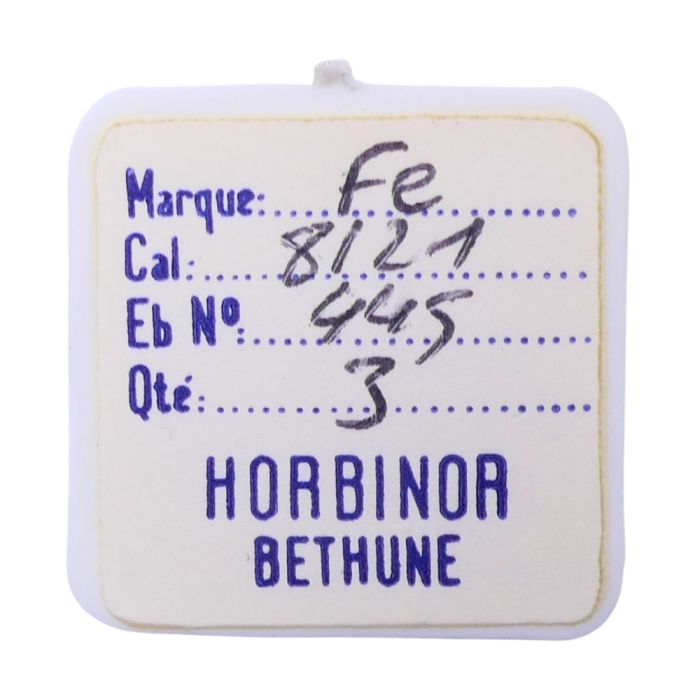 Marque: Fe
Cal: 8121
Eb Nº: 445
Qté: 3
HORBINOR
BETHUNE